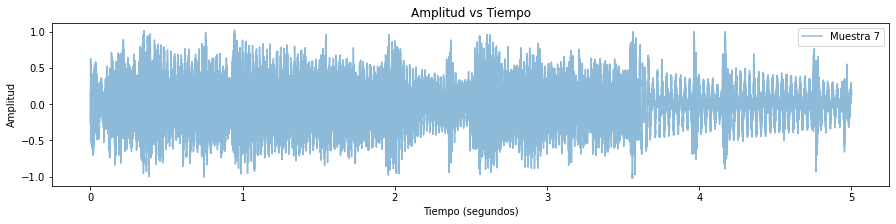 Amplitud vs Tiempo
Muestra 7
Amplitud
1.0
0.5
0.0
−0.5
−1.0
0 1 2 3 4 5
Tiempo (segundos)